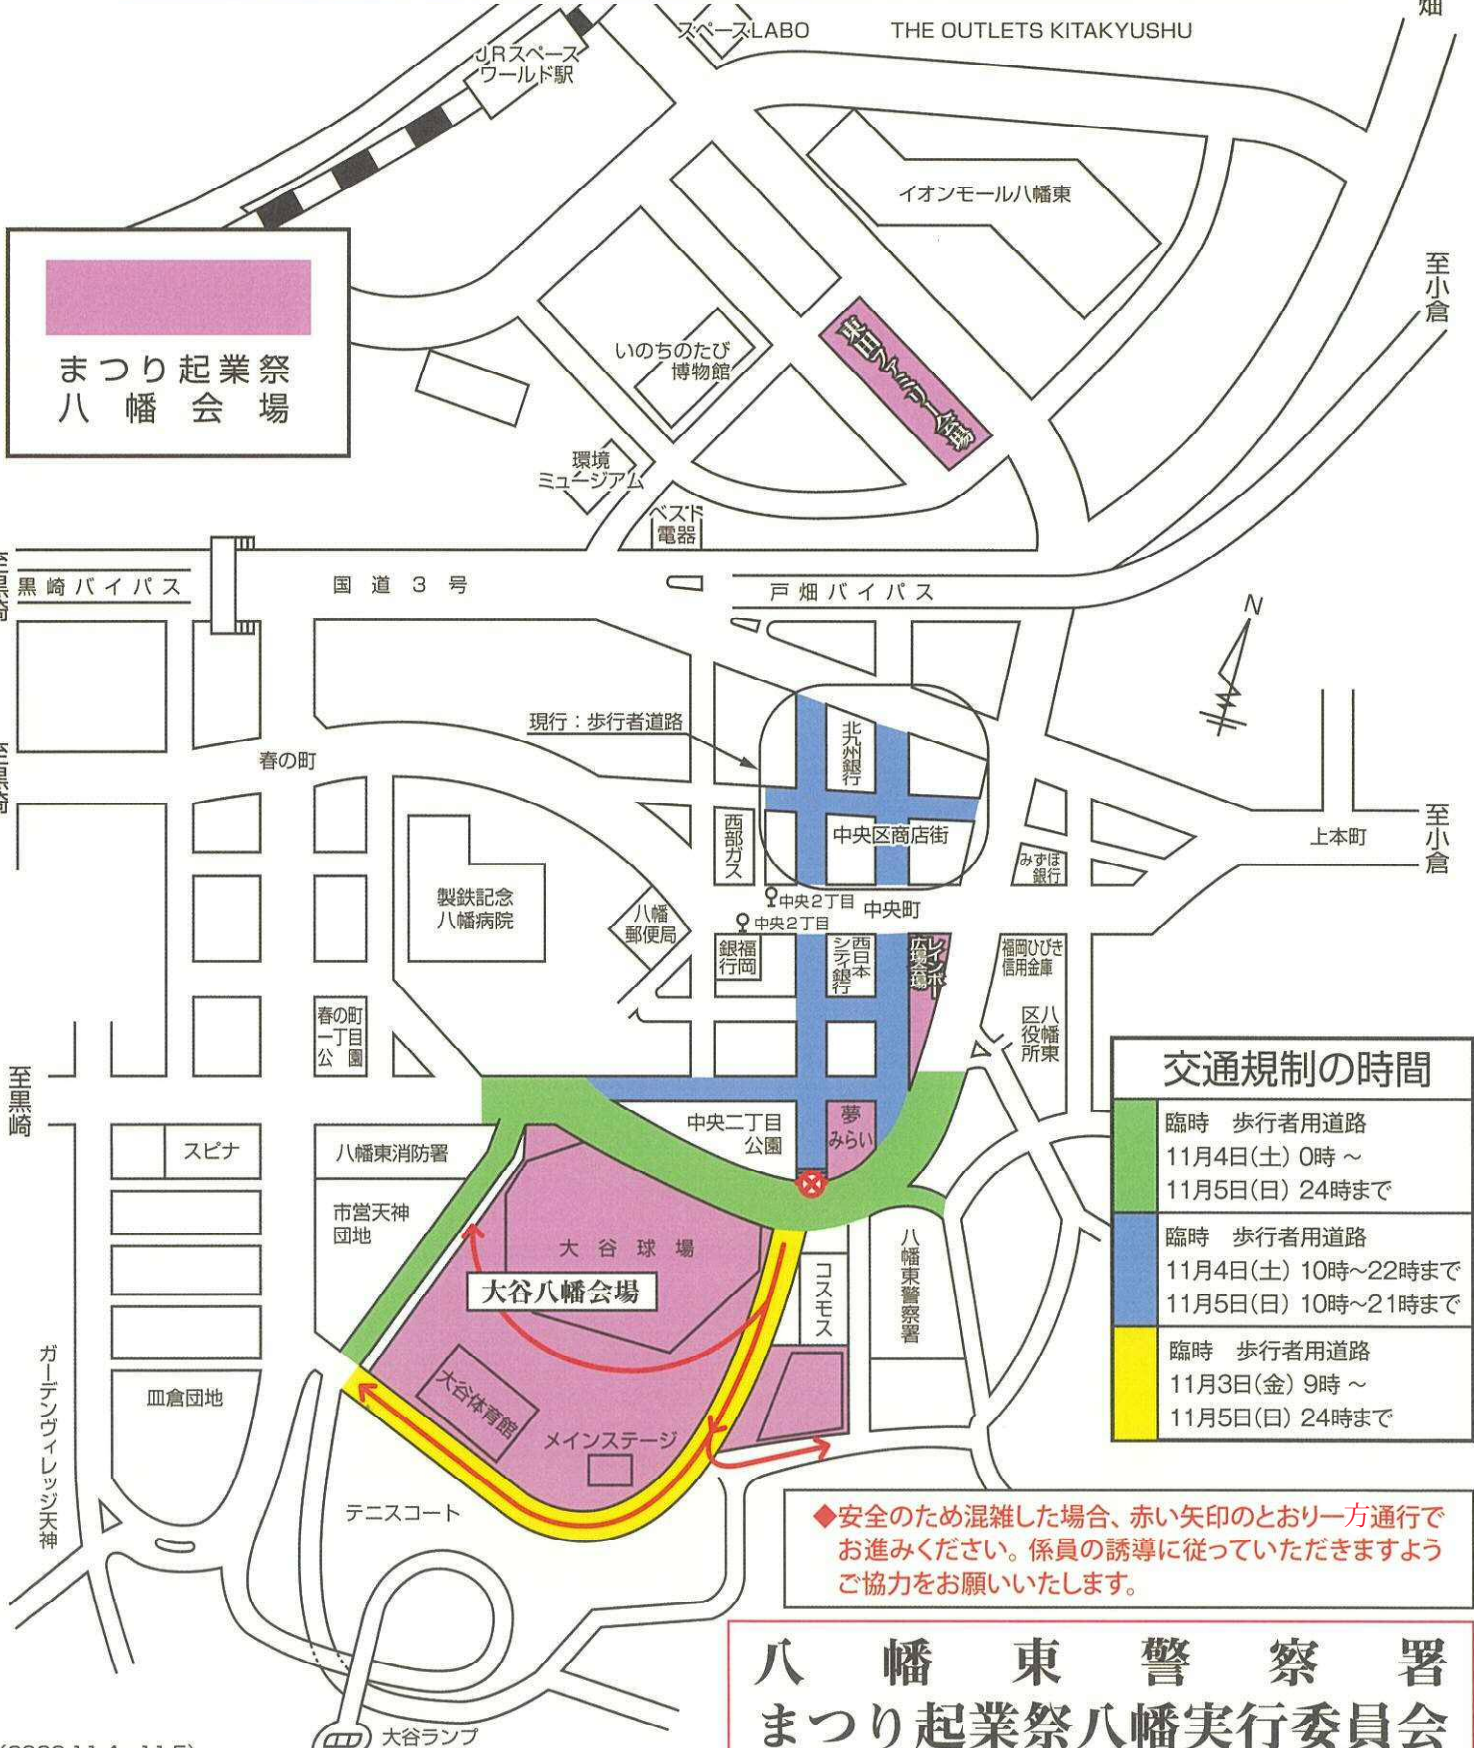 畑
スペースLABO
THE OUTLETS KITAKYUSHU
JRスペース
ワールド駅
イオンモール八幡東
至小倉
まつり起業祭
八幡会場
いのちのたび
博物館
東田ファミリー会場
環境
ミュージアム
ベスト
電器
至黒崎
黒崎バイパス
国道3号
戸畑バイパス
N
現行：歩行者道路
北九州銀行
至黒崎
春の町
西部ガス
中央区商店街
上本町
至小倉
みずほ
銀行
製鉄記念
八幡病院
八幡
郵便局
中央2丁目
中央町
中央2丁目
福岡
銀行
西日本
シティ銀行
レインボー
広場会場
福岡ひびき
信用金庫
八幡東
区役所
春の町
一丁目
公園
至黒崎
交通規制の時間
臨時 歩行者用道路
11月4日(土) 0時～
11月5日(日) 24時まで
臨時 歩行者用道路
11月4日(土) 10時～22時まで
11月5日(日) 10時～21時まで
臨時 歩行者用道路
11月3日(金) 9時～
11月5日(日) 24時まで
中央二丁目
公園
夢
みらい
スピナ
八幡東消防署
市営天神
団地
大谷球場
大谷八幡会場
コスモス
八幡東警察署
ガーデンヴィレッジ天神
皿倉団地
大谷体育館
メインステージ
テニスコート
◆安全のため混雑した場合、赤い矢印のとおり一方通行で
お進みください。係員の誘導に従っていただきますよう
ご協力をお願いいたします。
八幡東警察署
まつり起業祭八幡実行委員会
大谷ランプ